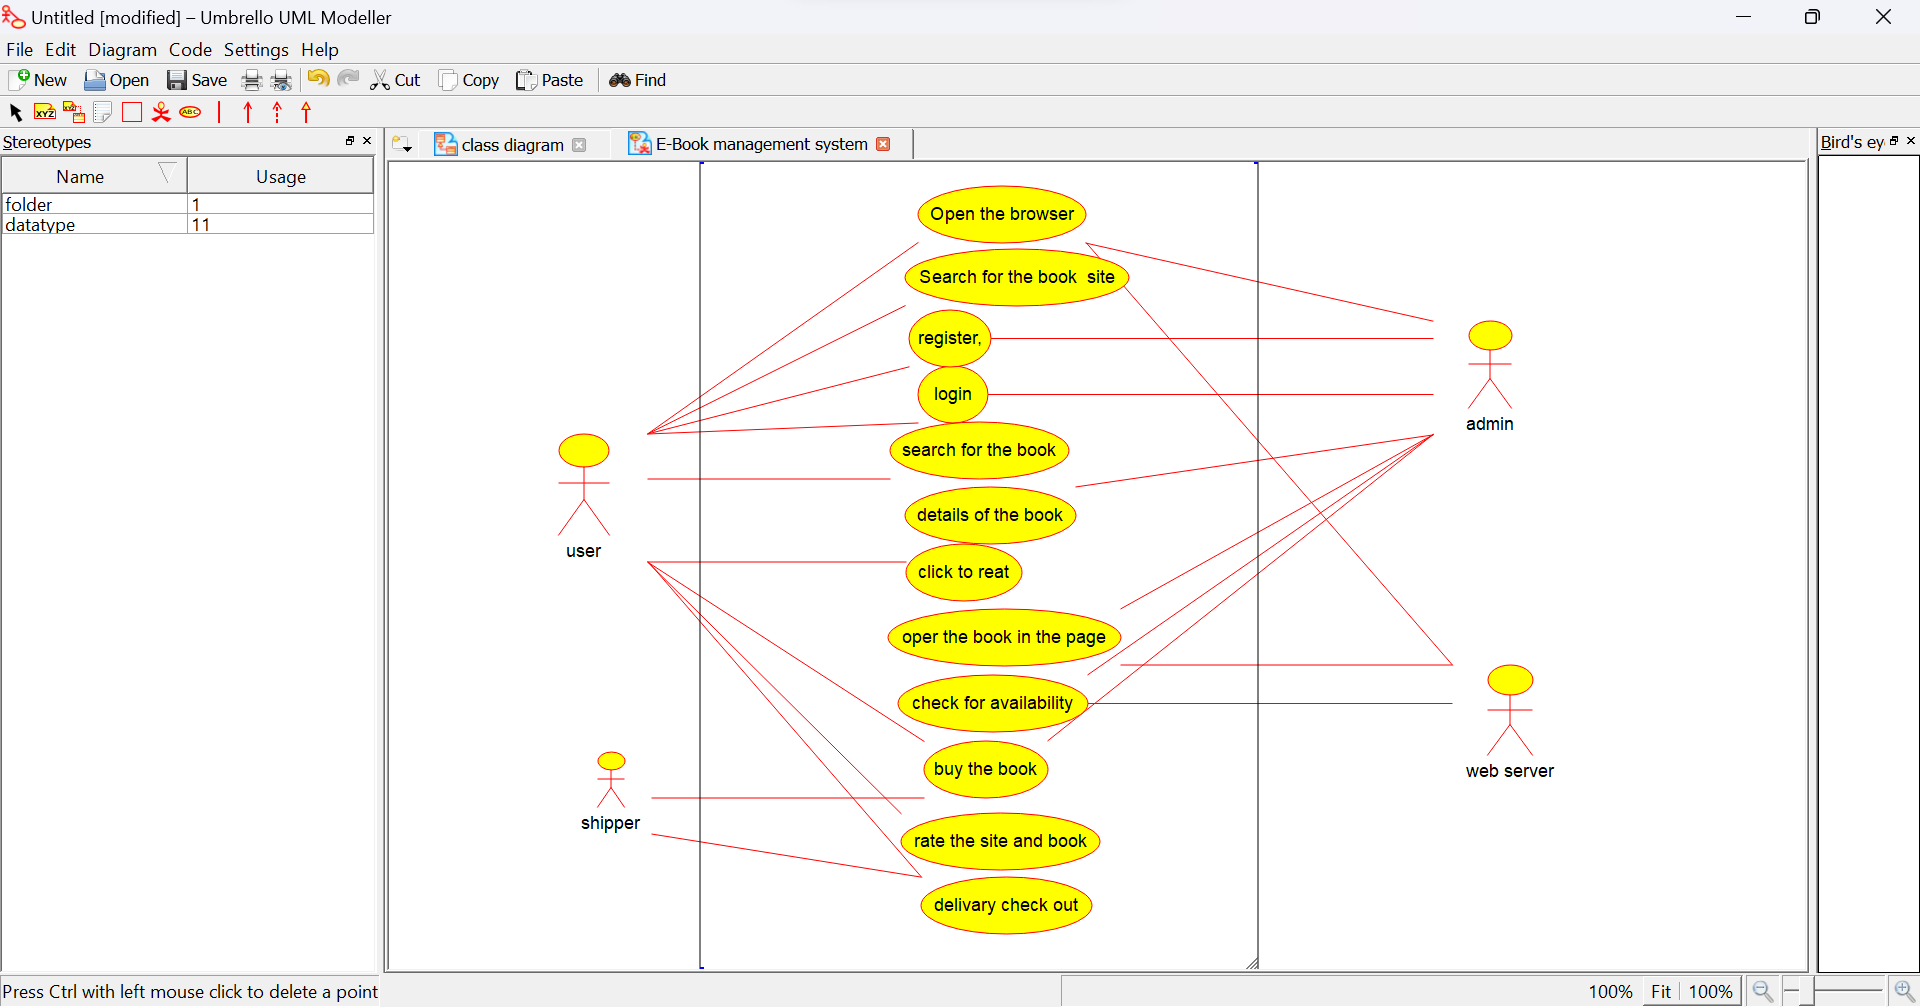 Untitled [modified] – Umbrello UML Modeller
File Edit Diagram Code Settings Help
New Open Save Cut Copy Paste Find
XYZ XYZ ABC
Stereotypes
class diagram
E-Book management system
Bird's ey
Name Usage
folder 1
datatype 11
Open the browser
Search for the book site
register,
login
search for the book
details of the book
click to reat
oper the book in the page
check for availability
buy the book
rate the site and book
delivary check out
user
shipper
admin
web server
Press Ctrl with left mouse click to delete a point
100% Fit 100%